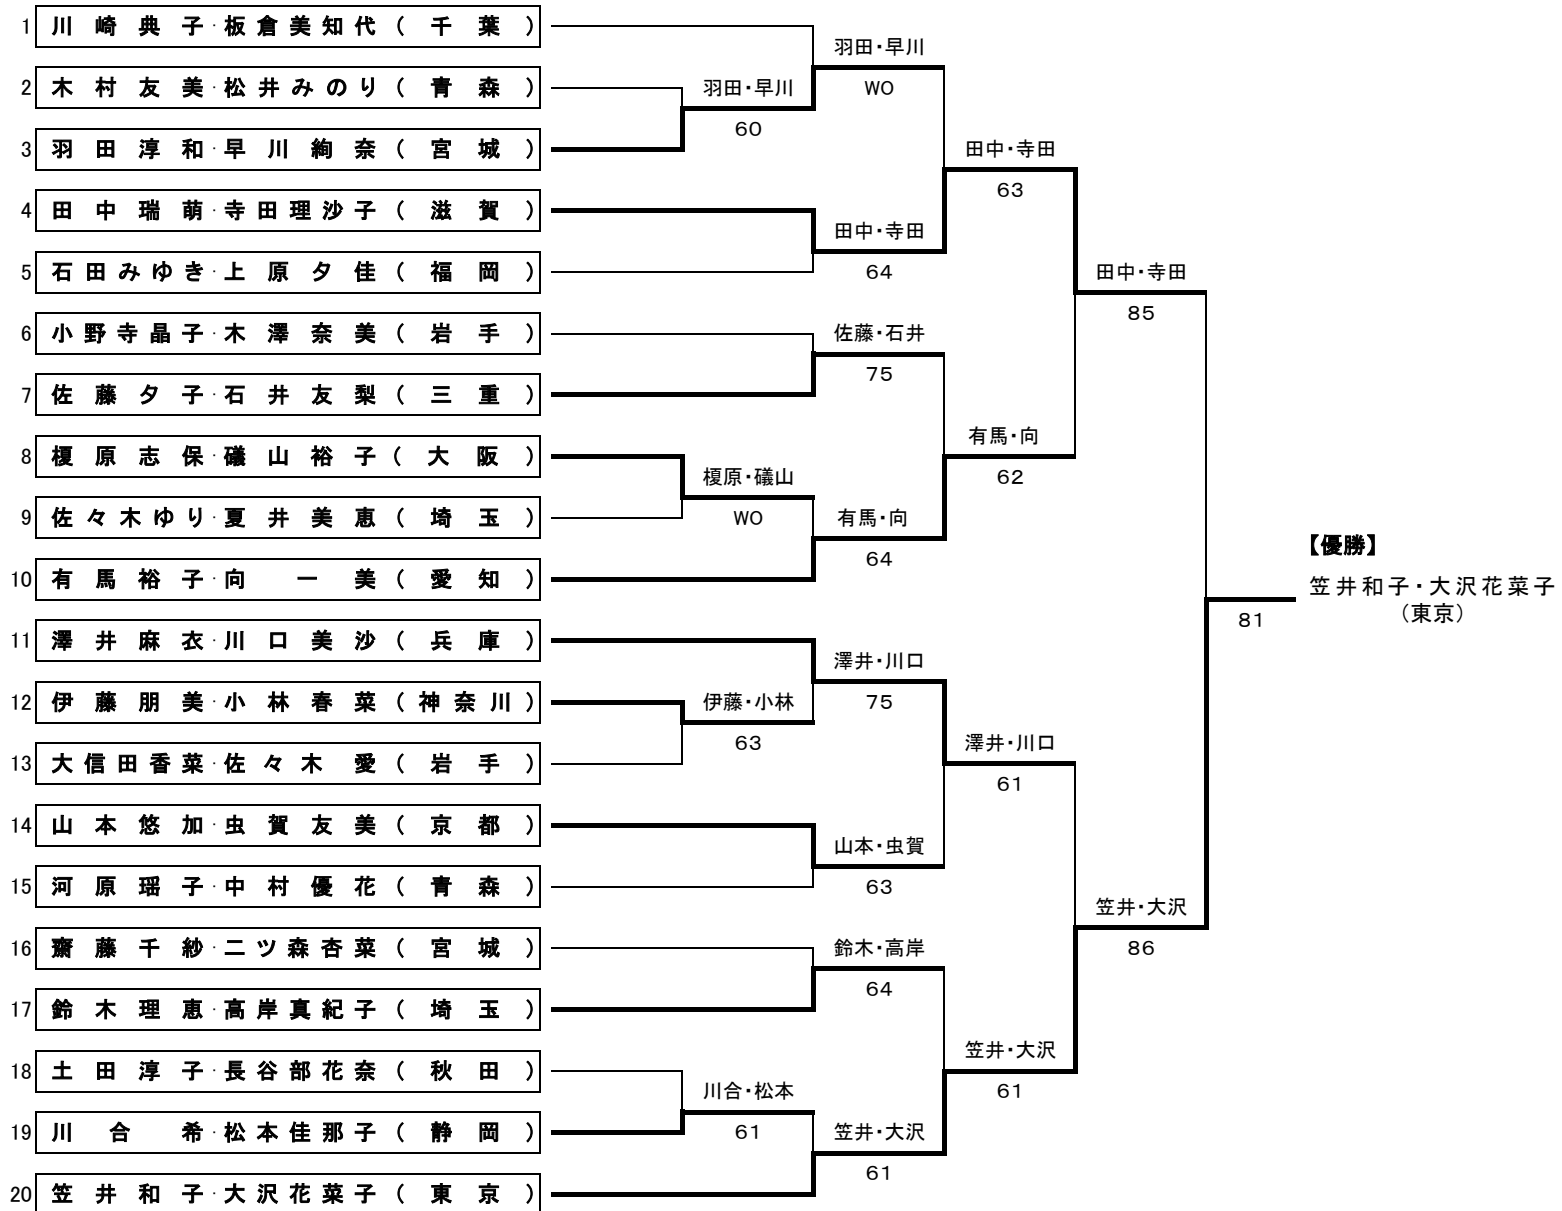 1 川崎典子・板倉美知代(千葉)
羽田・早川
2 木村友美・松井みのり(青森)
羽田・早川
WO
60
3 羽田淳和・早川絢奈(宮城)
田中・寺田
63
4 田中瑞萌・寺田理沙子(滋賀)
田中・寺田
5 石田みゆき・上原夕佳(福岡)
64
田中・寺田
85
6 小野寺晶子・木澤奈美(岩手)
佐藤・石井
75
7 佐藤夕子・石井友梨(三重)
有馬・向
8 榎原志保・礒山裕子(大阪)
榎原・礒山
62
9 佐々木ゆり・夏井美恵(埼玉)
WO
有馬・向
64
【優勝】
10 有馬裕子・向一美(愛知)
笠井和子・大沢花菜子
(東京)
81
11 澤井麻衣・川口美沙(兵庫)
澤井・川口
12 伊藤朋美・小林春菜(神奈川)
伊藤・小林
75
63
澤井・川口
13 大信田香菜・佐々木愛(岩手)
61
14 山本悠加・虫賀友美(京都)
山本・虫賀
15 河原瑶子・中村優花(青森)
63
笠井・大沢
16 齋藤千紗・二ツ森杏菜(宮城)
鈴木・高岸
86
64
17 鈴木理恵・高岸真紀子(埼玉)
笠井・大沢
18 土田淳子・長谷部花奈(秋田)
川合・松本
61
19 川合希・松本佳那子(静岡)
61
笠井・大沢
61
20 笠井和子・大沢花菜子(東京)